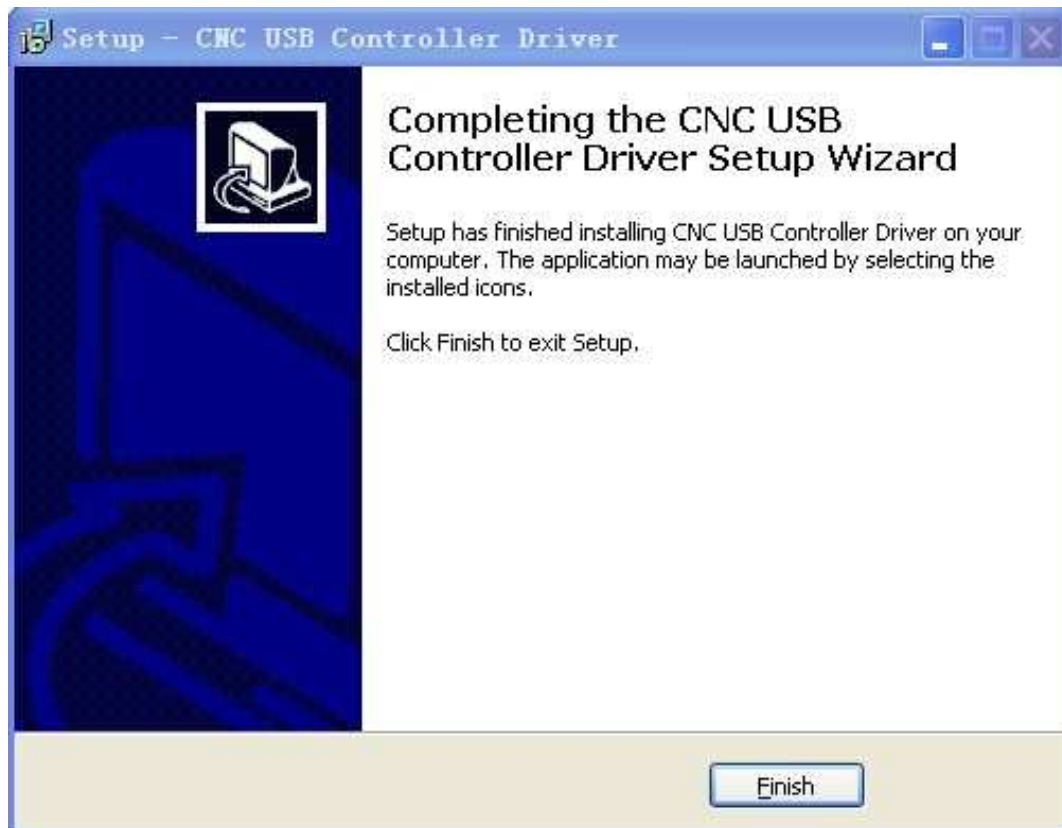 Setup - CNC USB Controller Driver
Completing the CNC USB
Controller Driver Setup Wizard
Setup has finished installing CNC USB Controller Driver on your
computer. The application may be launched by selecting the
installed icons.
Click Finish to exit Setup.
Finish